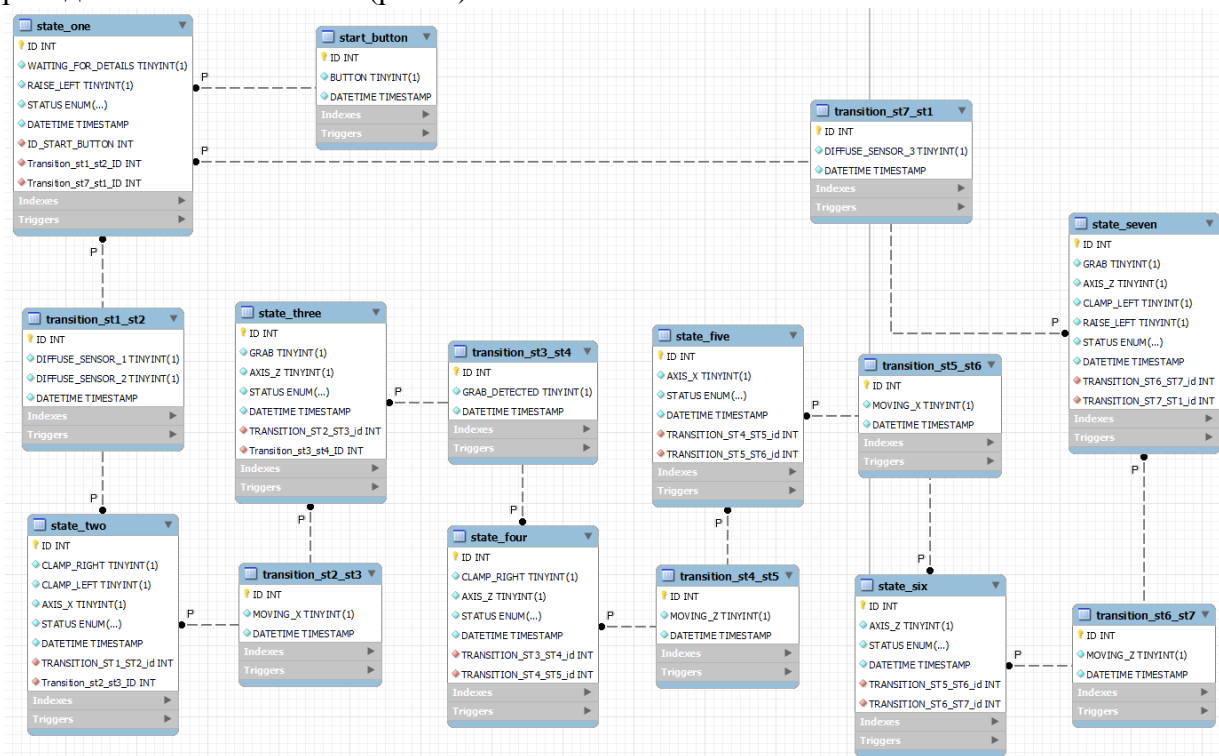 state_one
ID INT
WAITING_FOR_DETAILS TINYINT(1)
RAISE_LEFT TINYINT(1)
STATUS ENUM(...)
DATETIME TIMESTAMP
ID_START_BUTTON INT
Transition_st1_st2_ID INT
Transition_st7_st1_ID INT
Indexes
Triggers
P
P
P
start_button
ID INT
BUTTON TINYINT(1)
DATETIME TIMESTAMP
Indexes
Triggers
transition_st7_st1
ID INT
DIFFUSE_SENSOR_3 TINYINT(1)
DATETIME TIMESTAMP
Indexes
Triggers
P
state_seven
ID INT
GRAB TINYINT(1)
AXIS_Z TINYINT(1)
CLAMP_LEFT TINYINT(1)
RAISE_LEFT TINYINT(1)
STATUS ENUM(...)
DATETIME TIMESTAMP
TRANSITION_ST6_ST7_id INT
TRANSITION_ST7_ST1_id INT
Indexes
Triggers
P
transition_st1_st2
ID INT
DIFFUSE_SENSOR_1 TINYINT(1)
DIFFUSE_SENSOR_2 TINYINT(1)
DATETIME TIMESTAMP
Indexes
Triggers
P
state_three
ID INT
GRAB TINYINT(1)
AXIS_Z TINYINT(1)
STATUS ENUM(...)
DATETIME TIMESTAMP
TRANSITION_ST2_ST3_id INT
Transition_st3_st4_ID INT
Indexes
Triggers
P
P
transition_st3_st4
ID INT
GRAB_DETECTED TINYINT(1)
DATETIME TIMESTAMP
Indexes
Triggers
P
state_five
ID INT
AXIS_X TINYINT(1)
STATUS ENUM(...)
DATETIME TIMESTAMP
TRANSITION_ST4_ST5_id INT
TRANSITION_ST5_ST6_id INT
Indexes
Triggers
P
P
transition_st5_st6
ID INT
MOVING_X TINYINT(1)
DATETIME TIMESTAMP
Indexes
Triggers
P
state_two
ID INT
CLAMP_RIGHT TINYINT(1)
CLAMP_LEFT TINYINT(1)
AXIS_X TINYINT(1)
STATUS ENUM(...)
DATETIME TIMESTAMP
TRANSITION_ST1_ST2_id INT
Transition_st2_st3_ID INT
Indexes
Triggers
P
transition_st2_st3
ID INT
MOVING_X TINYINT(1)
DATETIME TIMESTAMP
Indexes
Triggers
state_four
ID INT
CLAMP_RIGHT TINYINT(1)
AXIS_Z TINYINT(1)
STATUS ENUM(...)
DATETIME TIMESTAMP
TRANSITION_ST3_ST4_id INT
TRANSITION_ST4_ST5_id INT
Indexes
Triggers
P
transition_st4_st5
ID INT
MOVING_Z TINYINT(1)
DATETIME TIMESTAMP
Indexes
Triggers
state_six
ID INT
AXIS_Z TINYINT(1)
STATUS ENUM(...)
DATETIME TIMESTAMP
TRANSITION_ST5_ST6_id INT
TRANSITION_ST6_ST7_id INT
Indexes
Triggers
P
transition_st6_st7
ID INT
MOVING_Z TINYINT(1)
DATETIME TIMESTAMP
Indexes
Triggers